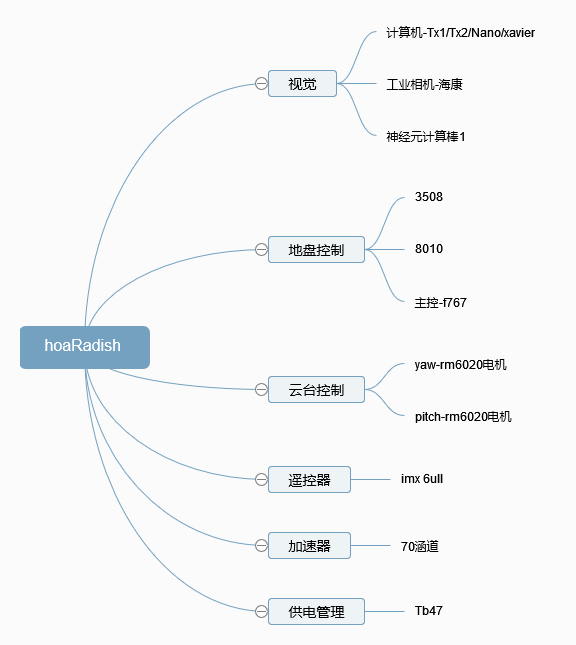 hoaRadish
视觉
计算机-Tx1/Tx2/Nano/xavier
工业相机-海康
神经元计算棒1
地盘控制
3508
8010
主控-f767
云台控制
yaw-rm6020电机
pitch-rm6020电机
遥控器
imx 6ull
加速器
70涵道
供电管理
Tb47